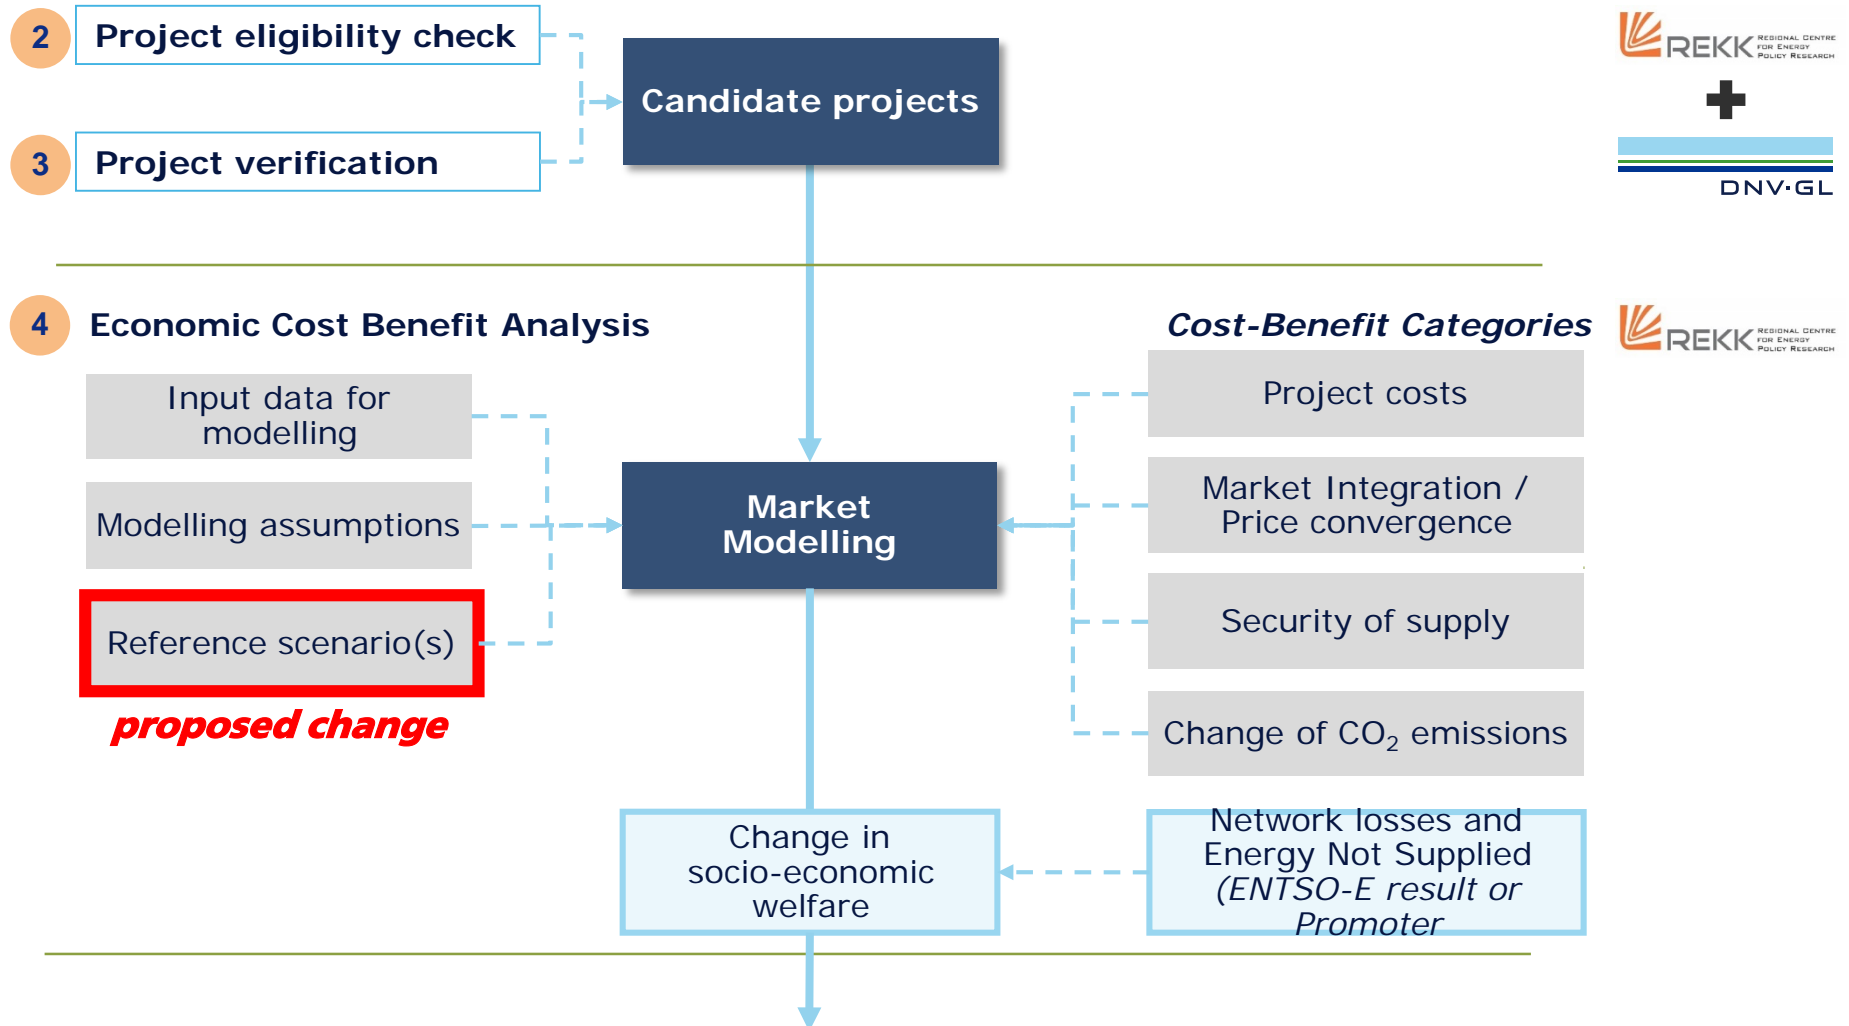 2
Project eligibility check
3
Project verification
Candidate projects
REKK
REGIONAL CENTRE
FOR ENERGY
POLICY RESEARCH
DNV·GL
4
Economic Cost Benefit Analysis
Cost-Benefit Categories
REKK
REGIONAL CENTRE
FOR ENERGY
POLICY RESEARCH
Input data for
modelling
Modelling assumptions
Reference scenario(s)
proposed change
Market
Modelling
Project costs
Market Integration /
Price convergence
Security of supply
Change of CO₂ emissions
Change in
socio-economic
welfare
Network losses and
Energy Not Supplied
(ENTSO-E result or
Promoter